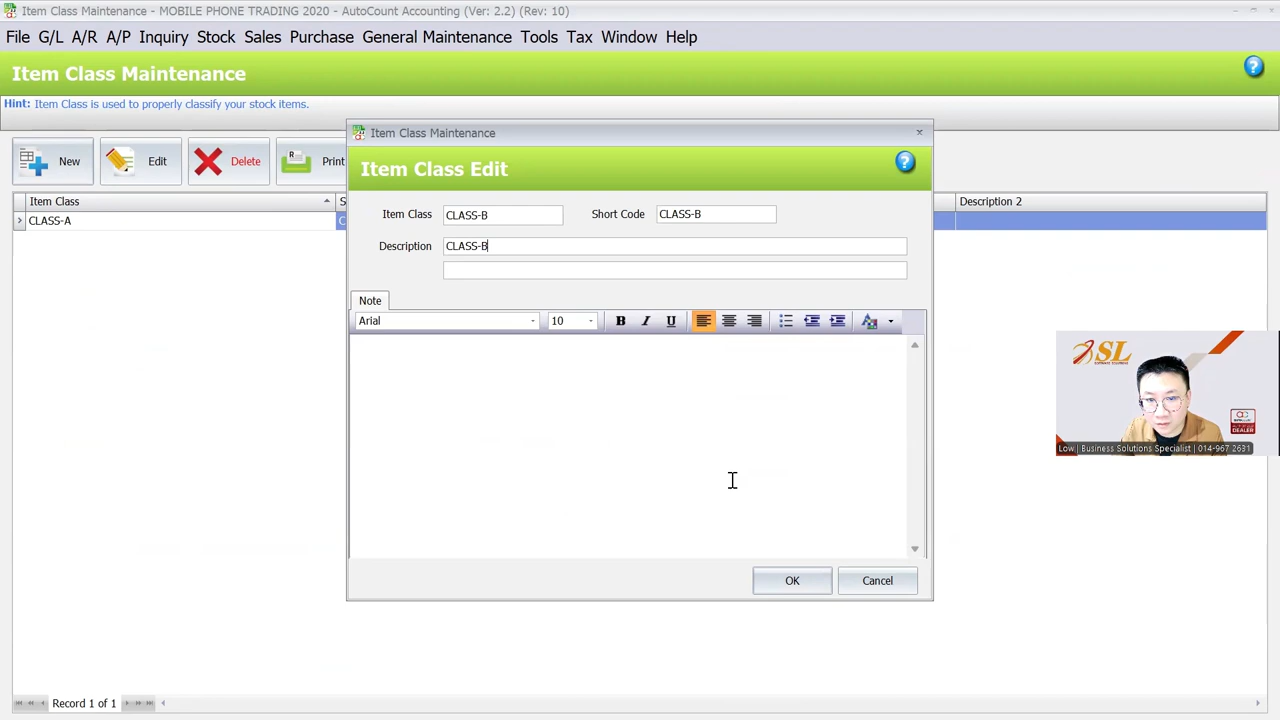 Item Class Maintenance - MOBILE PHONE TRADING 2020 - AutoCount Accounting (Ver: 2.2) (Rev: 10)
File G/L A/R A/P Inquiry Stock Sales Purchase General Maintenance Tools Tax Window Help
Item Class Maintenance
Hint: Item Class is used to properly classify your stock items.
New Edit Delete Print
Item Class Description 2
CLASS-A
Item Class Maintenance
Item Class Edit
Item Class CLASS-B Short Code CLASS-B
Description CLASS-B
Note
Arial 10 B I U
OK Cancel
SL
DEALER
Low | Business Solutions Specialist | 014-967 2631
Record 1 of 1